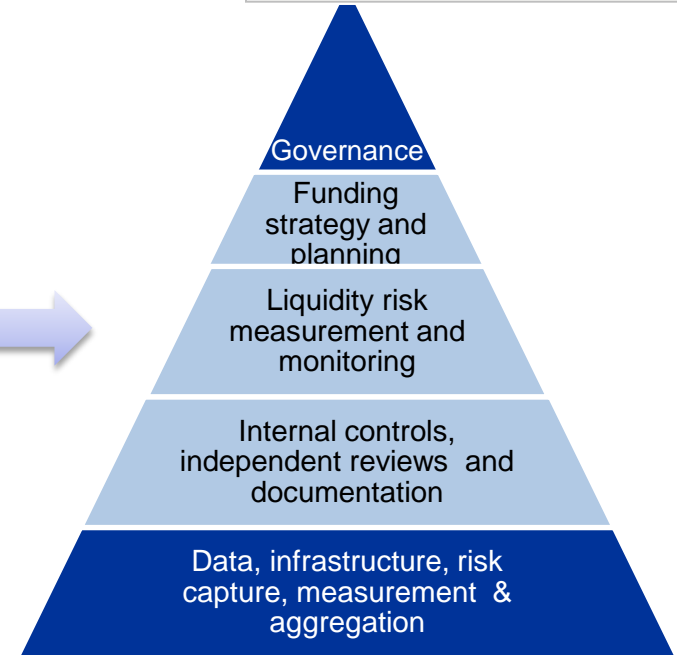 Governance
Funding
strategy and
planning
Liquidity risk
measurement and
monitoring
Internal controls,
independent reviews and
documentation
Data, infrastructure, risk
capture, measurement &
aggregation